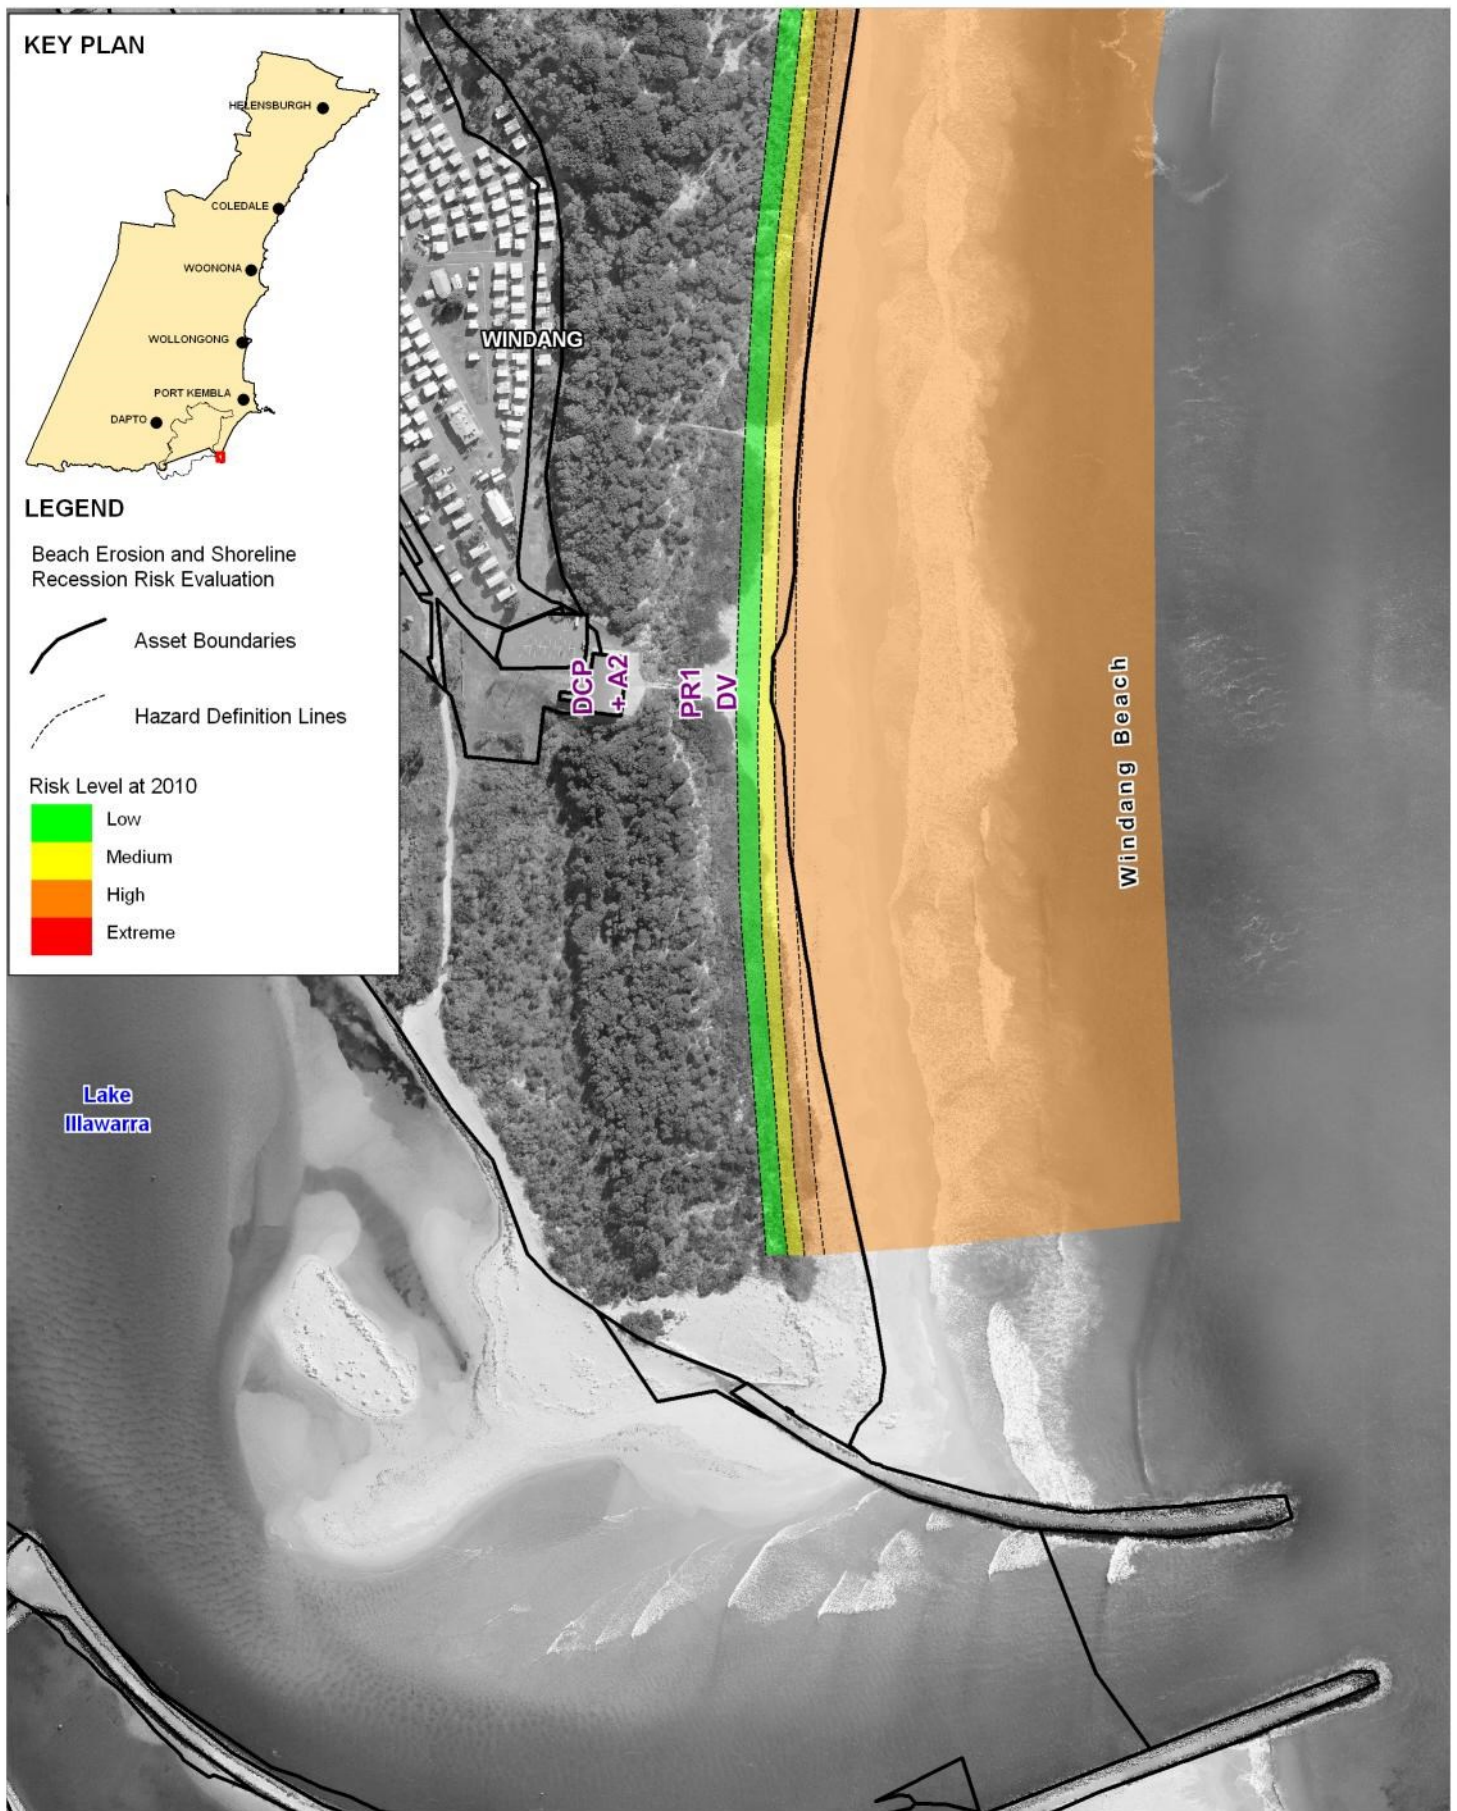 KEY PLAN
HELENSBURGH
COLEDALE
WOONONA
WOLLONGONG
PORT KEMBLA
DAPTO
LEGEND
Beach Erosion and Shoreline
Recession Risk Evaluation
Asset Boundaries
Hazard Definition Lines
Risk Level at 2010
Low
Medium
High
Extreme
WINDANG
DCP
+ A2
PR1
DV
Windang Beach
Lake
Illawarra